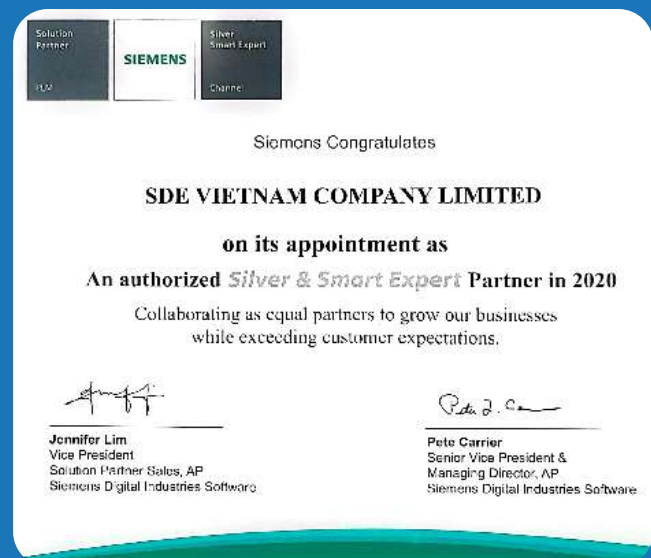 Solution
Partner
PLM
SIEMENS
Silver
Smart Expert
Channel
Siemens Congratulates
SDE VIETNAM COMPANY LIMITED
on its appointment as
An authorized Silver & Smart Expert Partner in 2020
Collaborating as equal partners to grow our businesses
while exceeding customer expectations.
Jennifer Lim
Vice President
Solution Partner Sales, AP
Siemens Digital Industries Software
Pete Carrier
Senior Vice President &
Managing Director, AP
Siemens Digital Industries Software